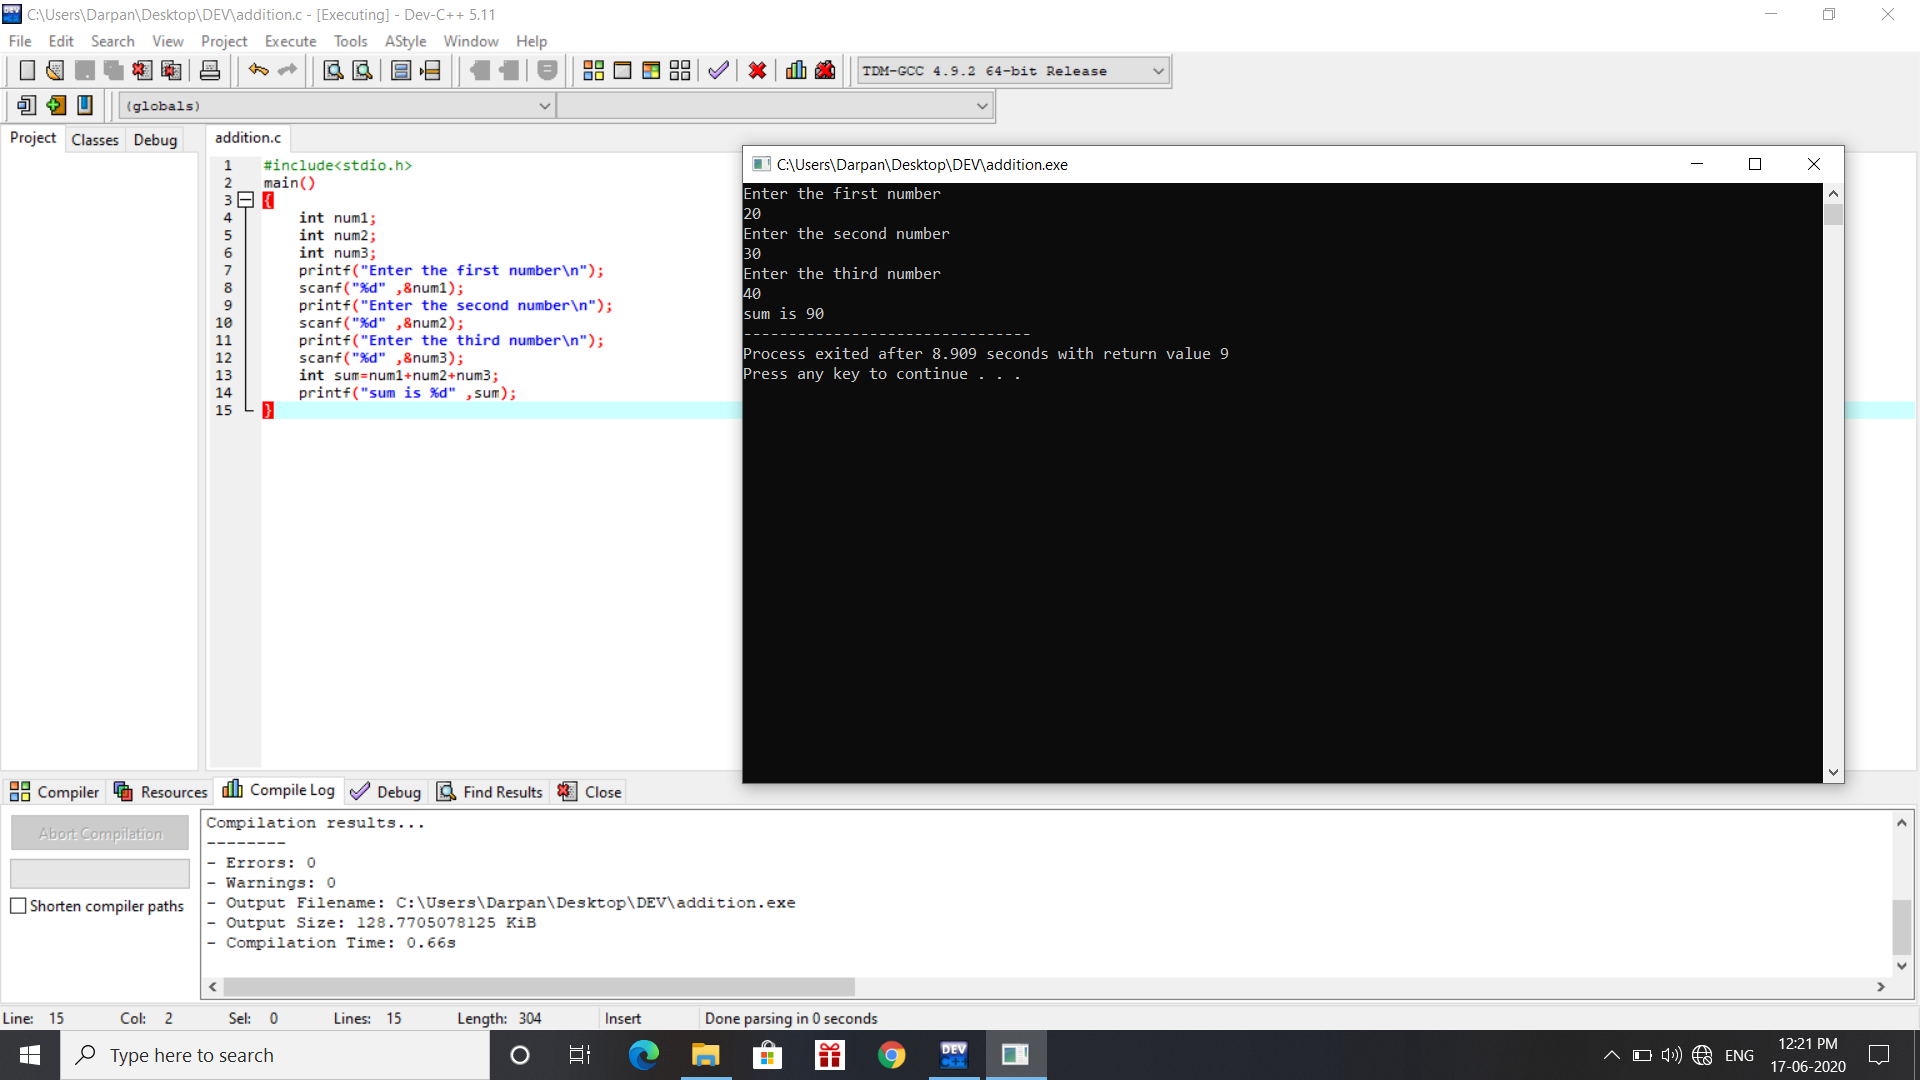 C:\Users\Darpan\Desktop\DEV\addition.c - [Executing] - Dev-C++ 5.11
File Edit Search View Project Execute Tools AStyle Window Help
TDM-GCC 4.9.2 64-bit Release
(globals)
Project Classes Debug
addition.c
1 #include<stdio.h>
2 main()
3 {
4 int num1;
5 int num2;
6 int num3;
7 printf("Enter the first number\n");
8 scanf("%d" ,&num1);
9 printf("Enter the second number\n");
10 scanf("%d" ,&num2);
11 printf("Enter the third number\n");
12 scanf("%d" ,&num3);
13 int sum=num1+num2+num3;
14 printf("sum is %d" ,sum);
15 }
C:\Users\Darpan\Desktop\DEV\addition.exe
Enter the first number
20
Enter the second number
30
Enter the third number
40
sum is 90
--------------------------------
Process exited after 8.909 seconds with return value 9
Press any key to continue . . .
Compiler Resources Compile Log Debug Find Results Close
Abort Compilation
Shorten compiler paths
Compilation results...
--------
- Errors: 0
- Warnings: 0
- Output Filename: C:\Users\Darpan\Desktop\DEV\addition.exe
- Output Size: 128.7705078125 KiB
- Compilation Time: 0.66s
Line: 15 Col: 2 Sel: 0 Lines: 15 Length: 304 Insert Done parsing in 0 seconds
Type here to search
DEV C++
ENG
12:21 PM
17-06-2020